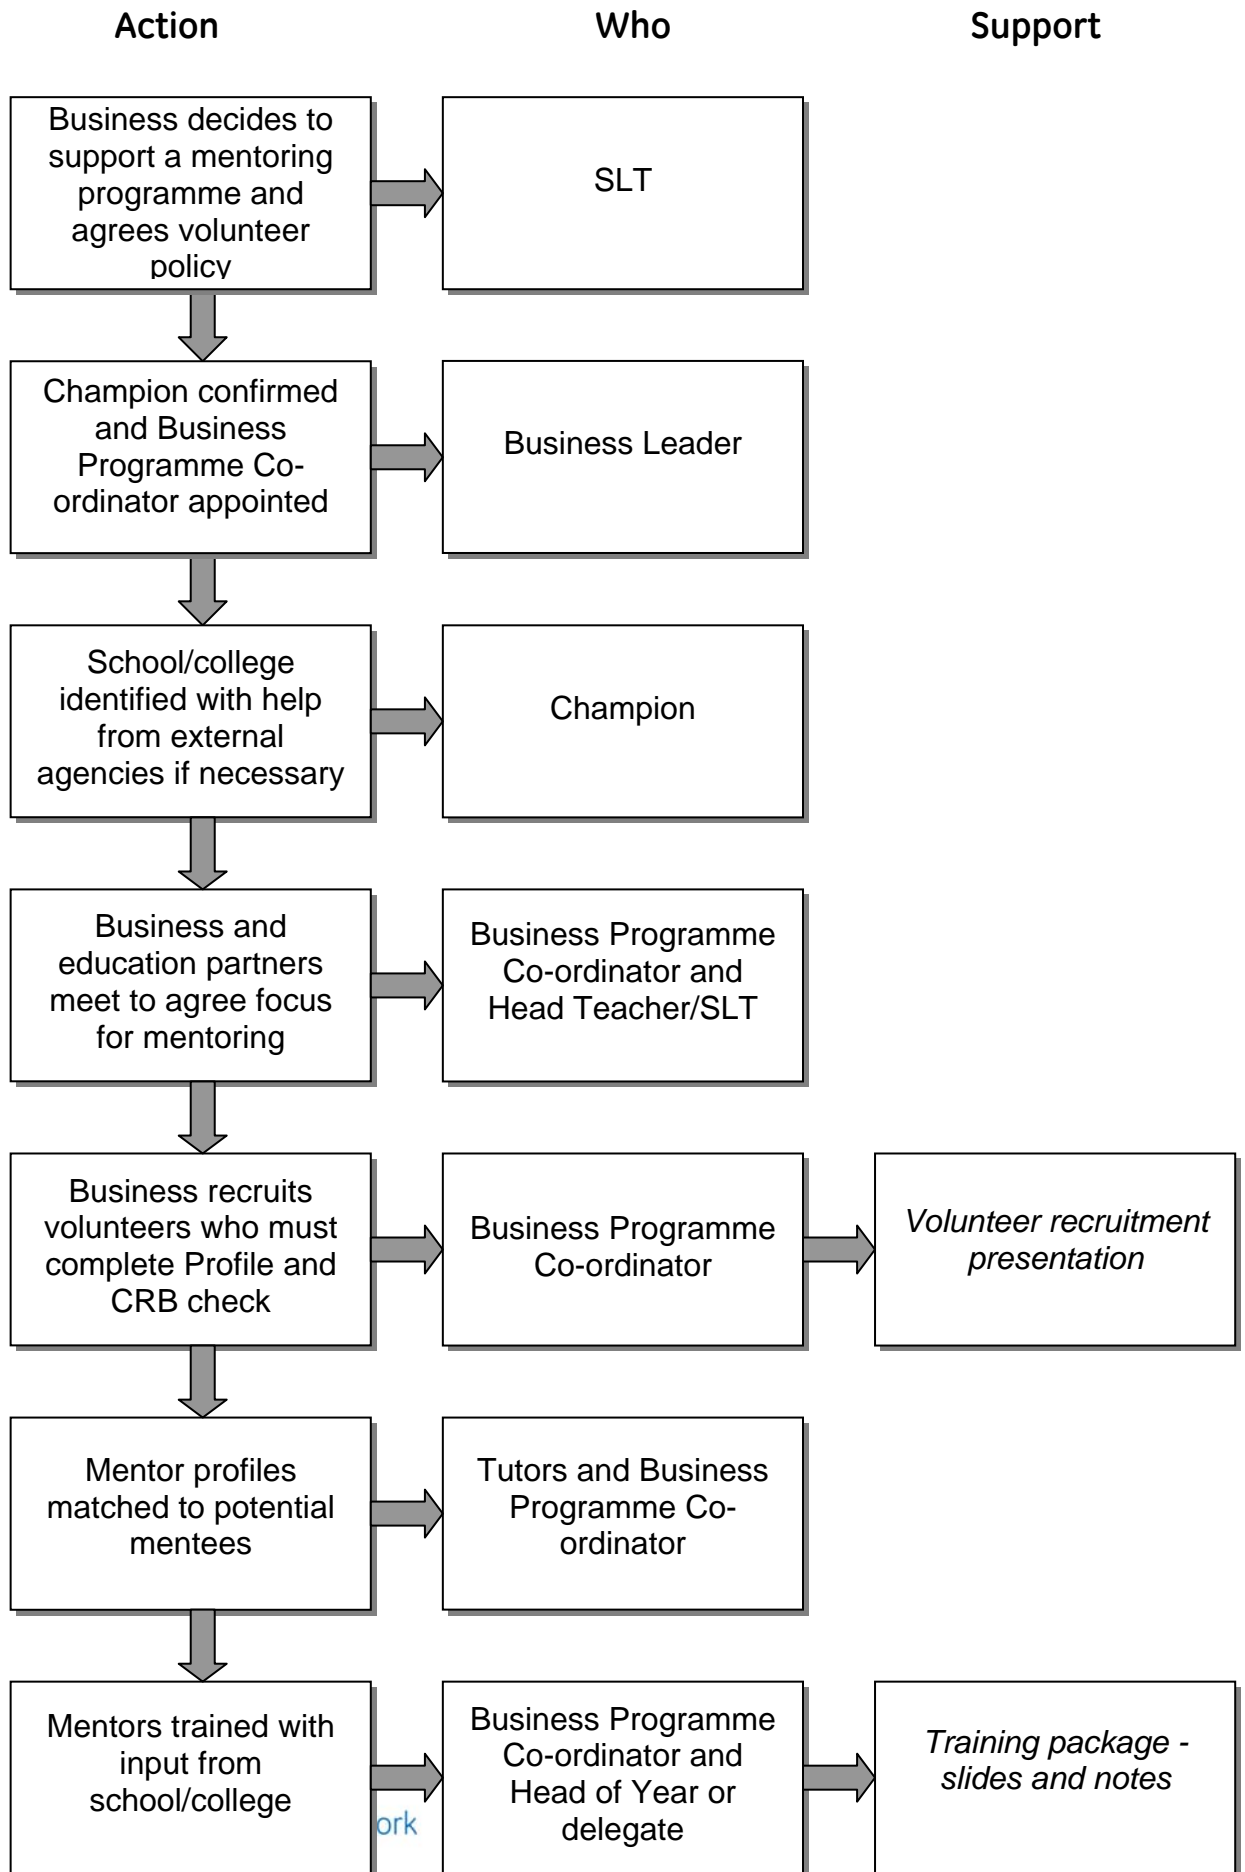 Action
Who
Support
Business decides to
support a mentoring
programme and
agrees volunteer
policy
SLT
Champion confirmed
and Business
Programme Co-
ordinator appointed
Business Leader
School/college
identified with help
from external
agencies if necessary
Champion
Business and
education partners
meet to agree focus
for mentoring
Business Programme
Co-ordinator and
Head Teacher/SLT
Business recruits
volunteers who must
complete Profile and
CRB check
Business Programme
Co-ordinator
Volunteer recruitment
presentation
Mentor profiles
matched to potential
mentees
Tutors and Business
Programme Co-
ordinator
Mentors trained with
input from
school/college
Business Programme
Co-ordinator and
Head of Year or
delegate
Training package -
slides and notes
ork